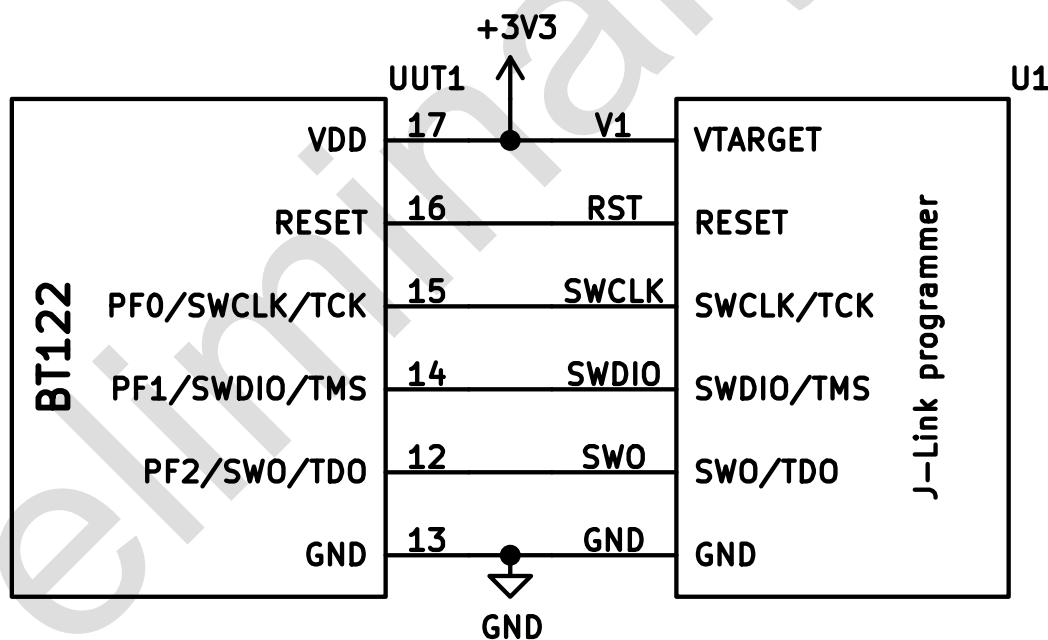 +3V3
UUT1
U1
VDD 17 V1 VTARGET
RESET 16 RST RESET
PF0/SWCLK/TCK 15 SWCLK SWCLK/TCK
PF1/SWDIO/TMS 14 SWDIO SWDIO/TMS
PF2/SWO/TDO 12 SWO SWO/TDO
GND 13 GND GND
GND
BT122
J-Link programmer
elimina